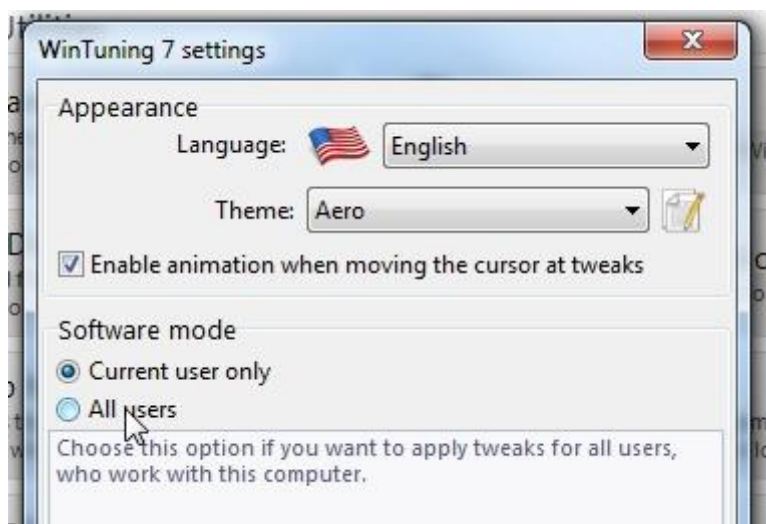 WinTuning 7 settings
Appearance
Language: English
Theme: Aero
Enable animation when moving the cursor at tweaks
Software mode
Current user only
All users
Choose this option if you want to apply tweaks for all users,
who work with this computer.